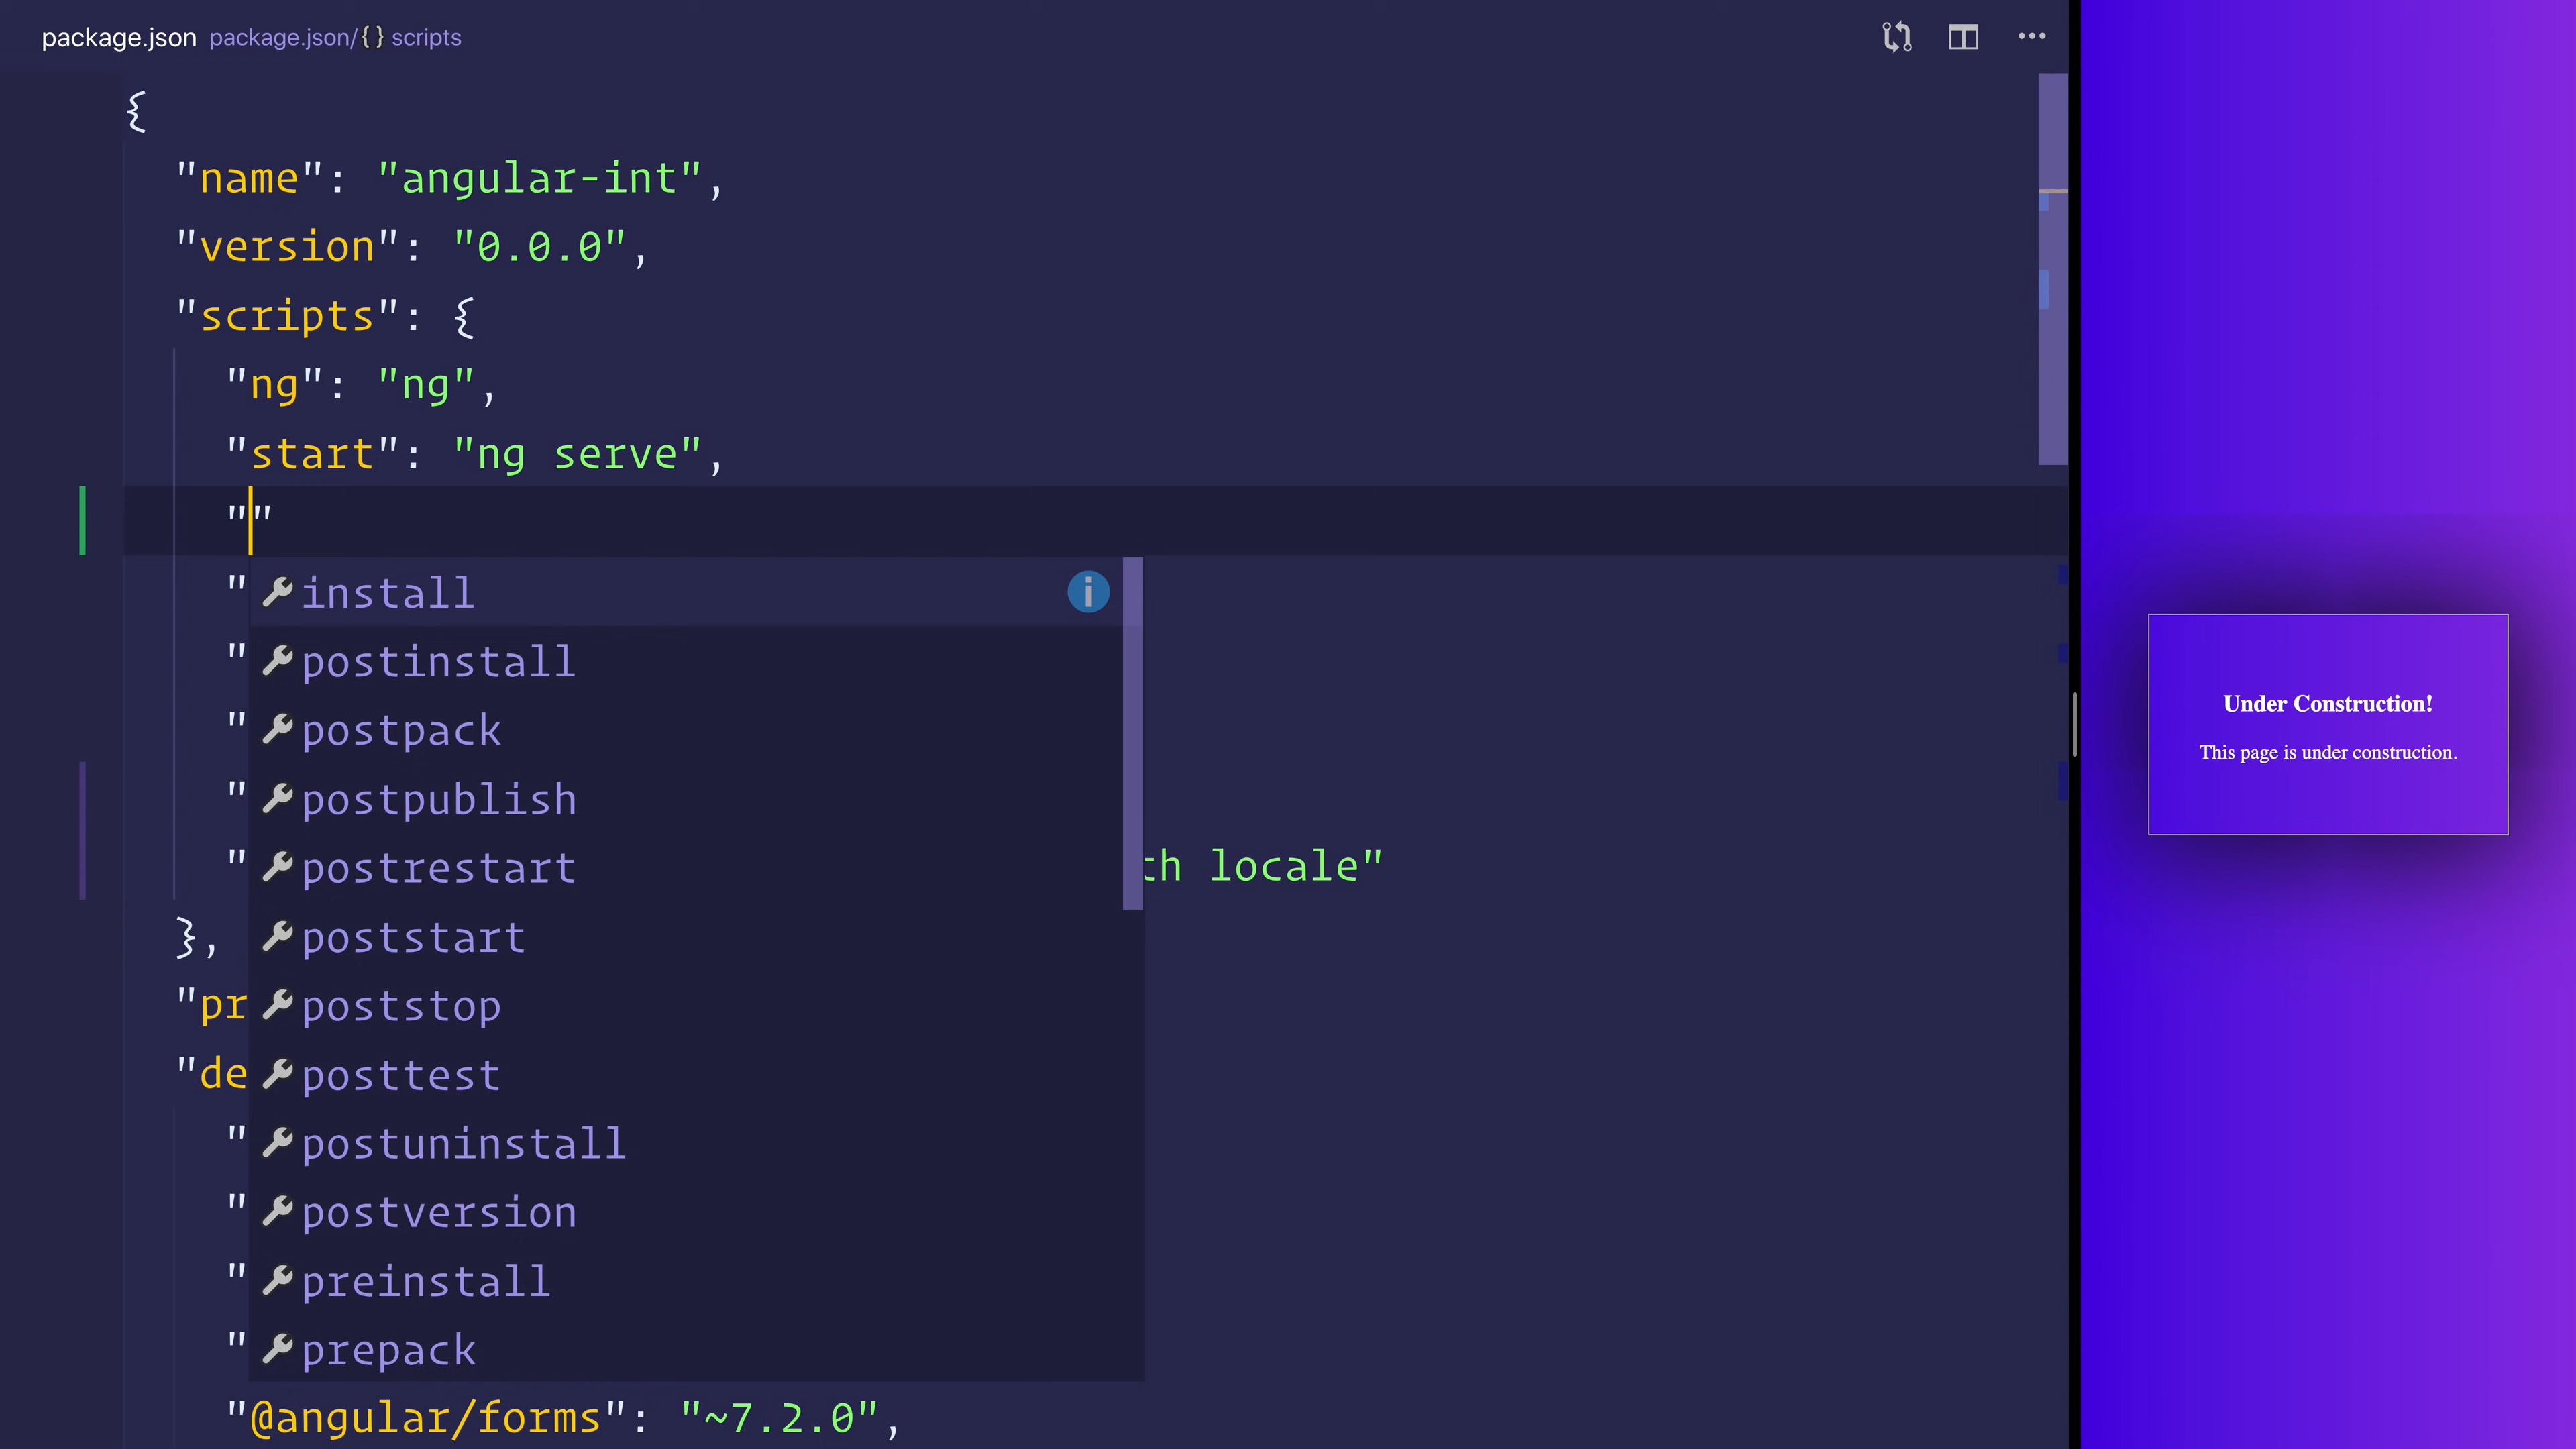 package.json package.json/{} scripts
{
"name": "angular-int",
"version": "0.0.0",
"scripts": {
"ng": "ng",
"start": "ng serve",
""
" install
" postinstall
" postpack
" postpublish
" postrestart th locale"
}, poststart
poststop
"pr
"de posttest
" postuninstall
" postversion
" preinstall
" prepack
"@angular/forms": "~7.2.0",
Under Construction!
This page is under construction.